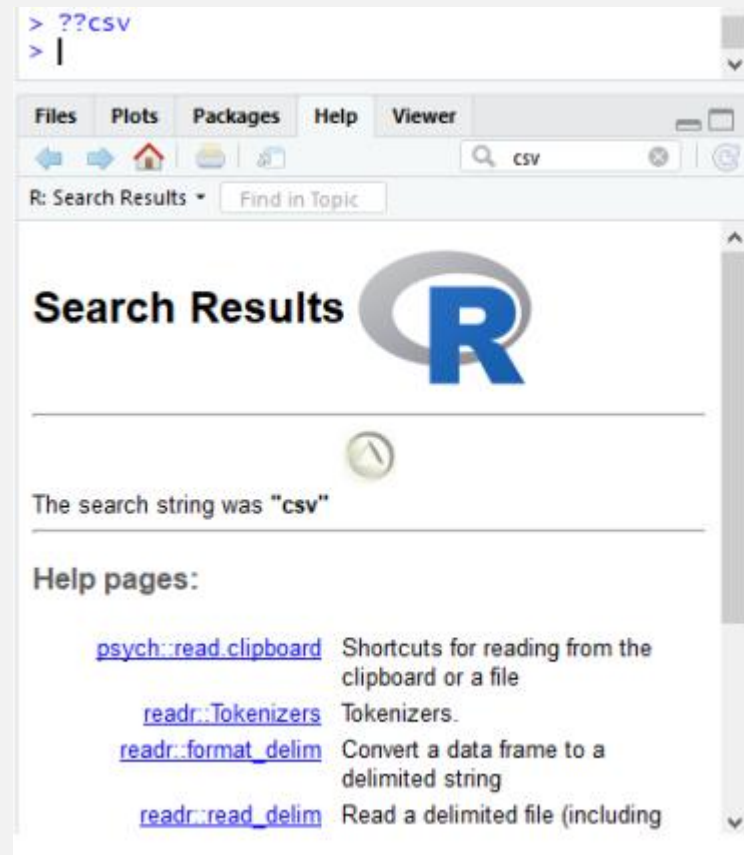 > ??csv
>
Files Plots Packages Help Viewer
csv
R: Search Results Find in Topic
Search Results R
The search string was "csv"
Help pages:
psych::read.clipboard Shortcuts for reading from the
clipboard or a file
readr::Tokenizers Tokenizers.
readr::format_delim Convert a data frame to a
delimited string
readr::read_delim Read a delimited file (including